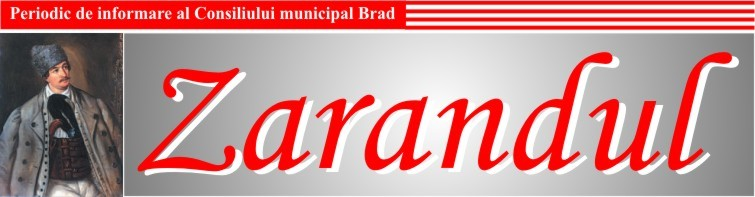 Periodic de informare al Consiliului municipal Brad
Zarandul